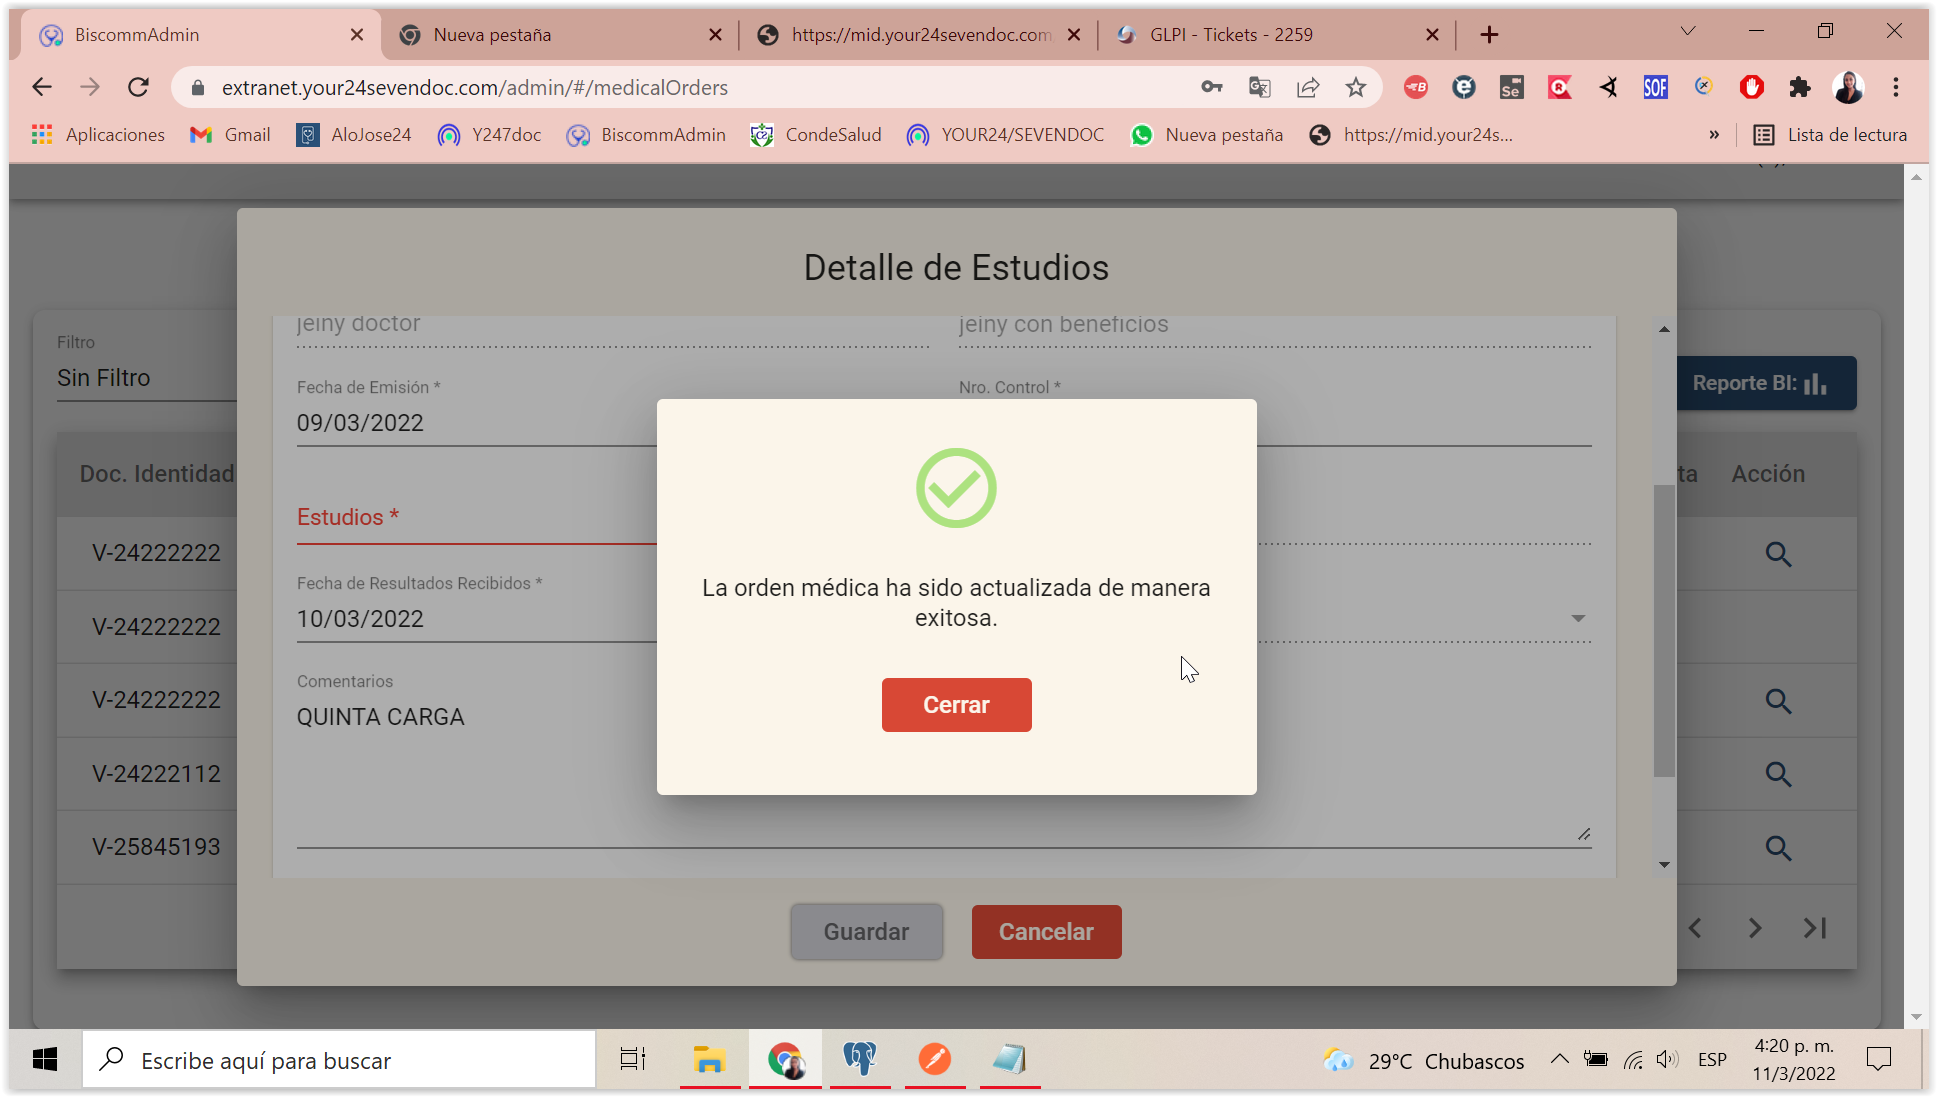 BiscommAdmin
Nueva pestaña
https://mid.your24sevendoc.com
GLPI - Tickets - 2259
extranet.your24sevendoc.com/admin/#/medicalOrders
Se
SOF
Aplicaciones
Gmail
AloJose24
Y247doc
BiscommAdmin
CondeSalud
YOUR24/SEVENDOC
Nueva pestaña
https://mid.your24s...
»
Lista de lectura
Detalle de Estudios
jeiny doctor
jeiny con beneficios
Filtro
Sin Filtro
Fecha de Emisión *
Nro. Control *
09/03/2022
Reporte BI:
Doc. Identidad
ta
Acción
Estudios *
V-24222222
Fecha de Resultados Recibidos *
10/03/2022
V-24222222
Comentarios
QUINTA CARGA
V-24222222
V-24222112
V-25845193
La orden médica ha sido actualizada de manera
exitosa.
Cerrar
Guardar
Cancelar
Escribe aquí para buscar
29°C Chubascos
ESP
4:20 p. m.
11/3/2022